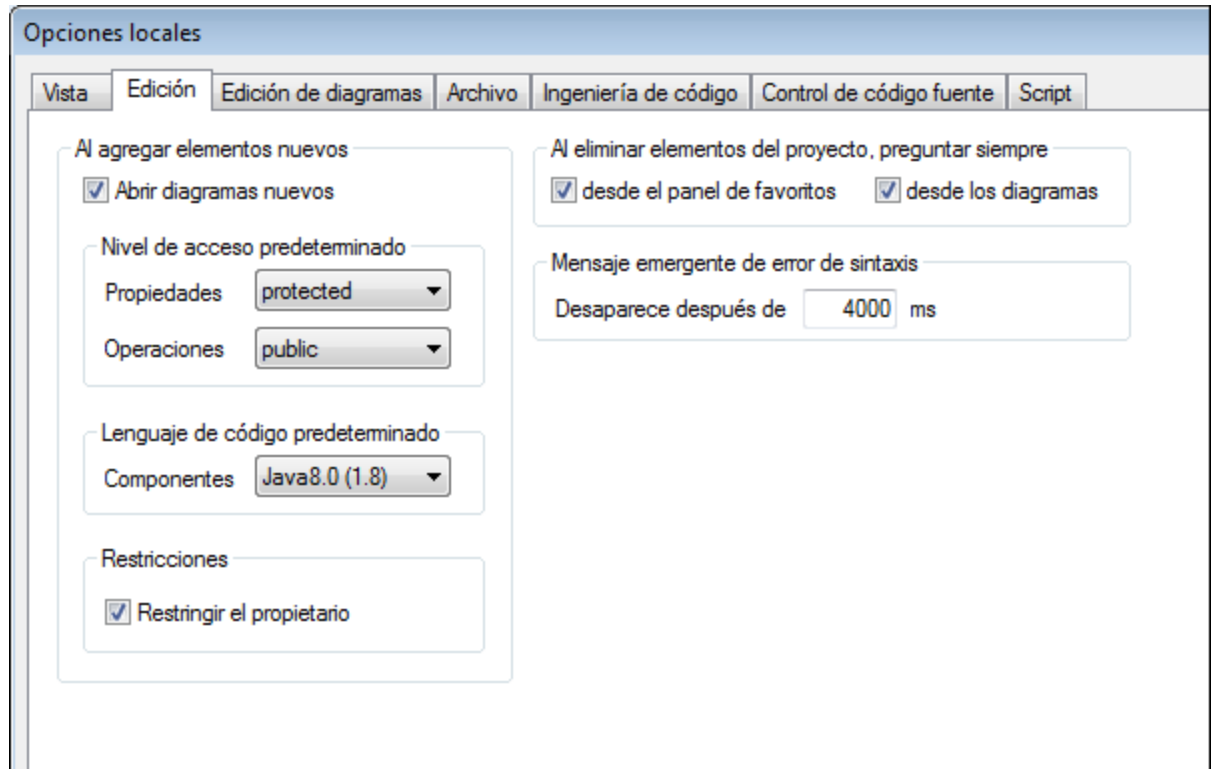 Opciones locales
Vista Edición Edición de diagramas Archivo Ingeniería de código Control de código fuente Script
Al agregar elementos nuevos
Abrir diagramas nuevos
Nivel de acceso predeterminado
Propiedades protected
Operaciones public
Lenguaje de código predeterminado
Componentes Java8.0 (1.8)
Restricciones
Restringir el propietario
Al eliminar elementos del proyecto, preguntar siempre
desde el panel de favoritos desde los diagramas
Mensaje emergente de error de sintaxis
Desaparece después de 4000 ms